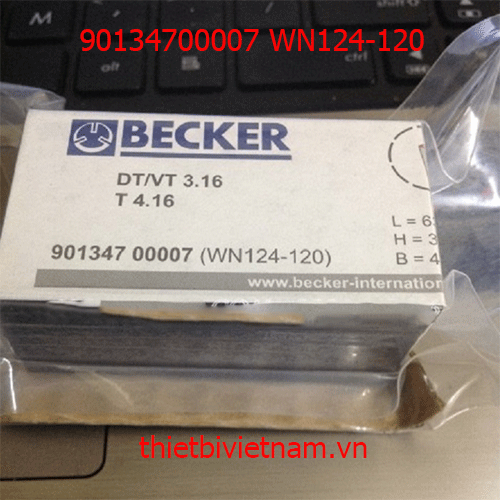 90134700007 WN124-120
BECKER
DT/VT 3.16
T 4.16
L = 6
H = 3
901347 00007 (WN124-120)
B = 4
www.becker-internation
thietbivietnam.vn